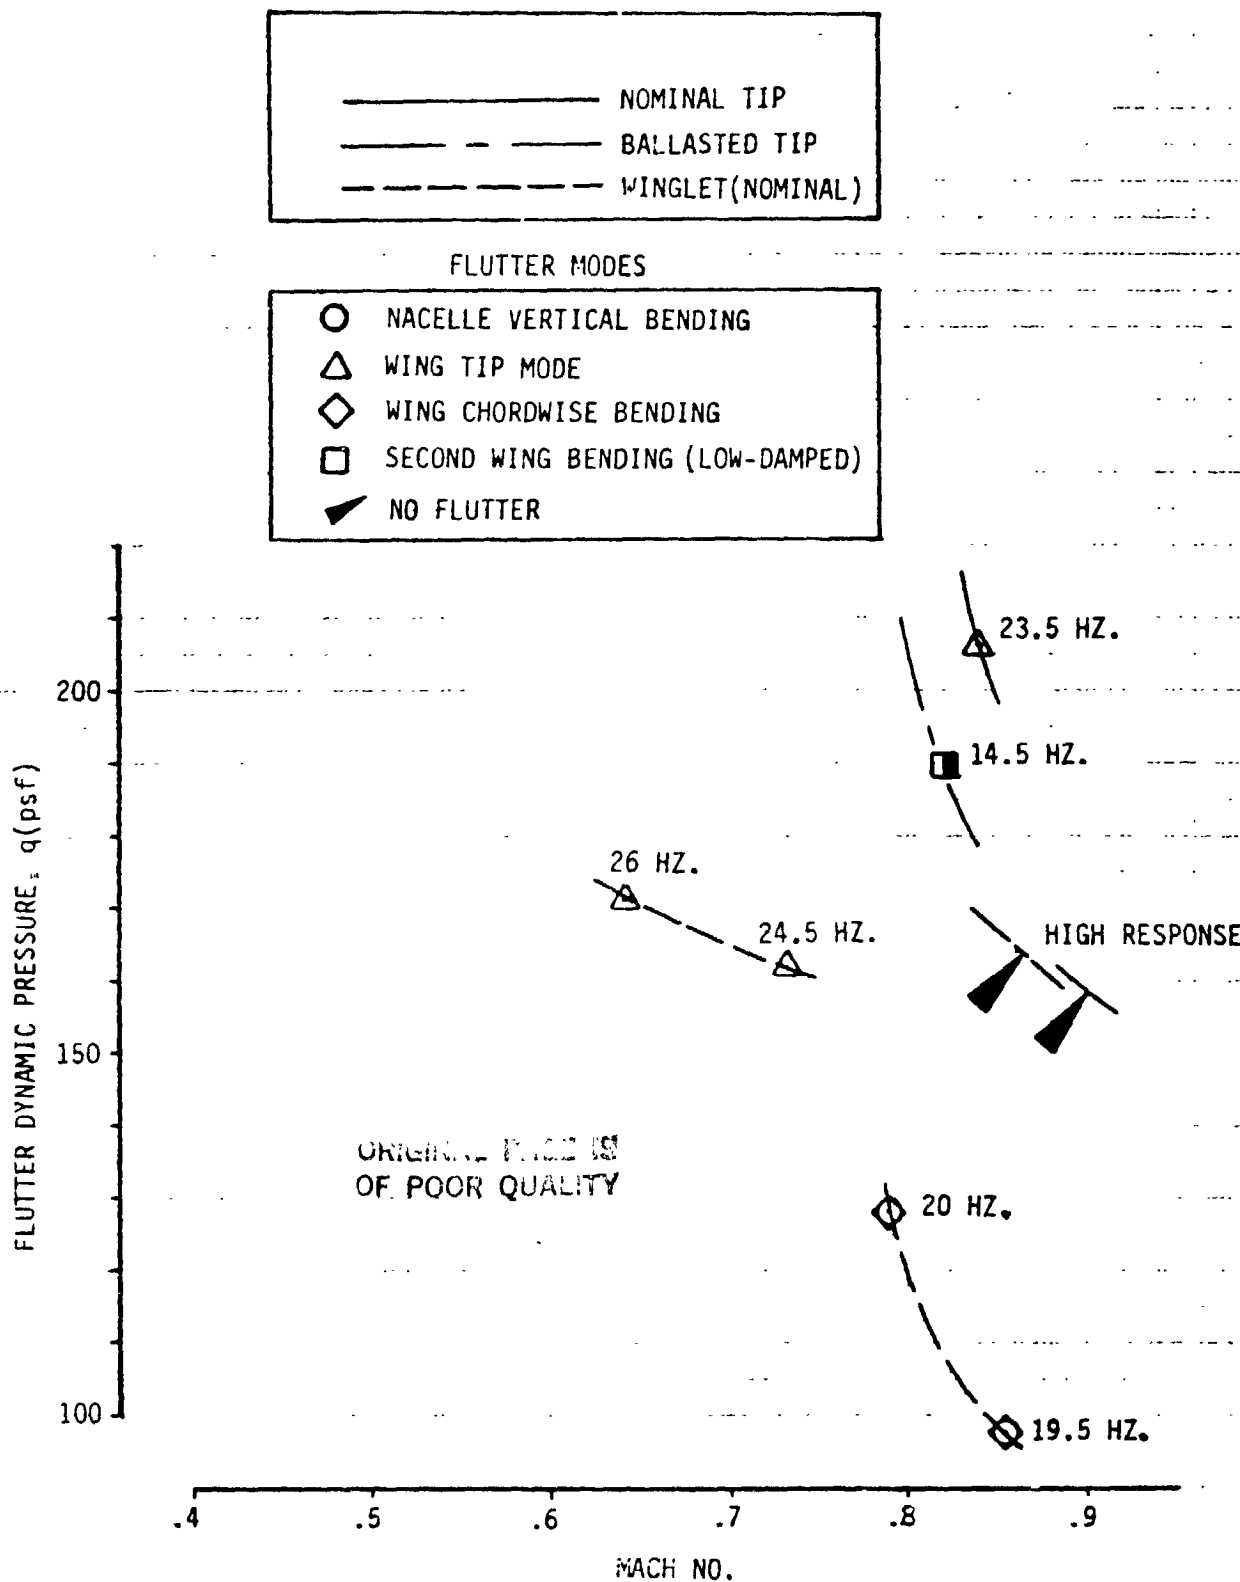 NOMINAL TIP
BALLASTED TIP
WINGLET(NOMINAL)
FLUTTER MODES
NACELLE VERTICAL BENDING
WING TIP MODE
WING CHORDWISE BENDING
SECOND WING BENDING (LOW-DAMPED)
NO FLUTTER
23.5 HZ.
200
14.5 HZ.
26 HZ.
24.5 HZ.
HIGH RESPONSE
FLUTTER DYNAMIC PRESSURE, q(psf)
150
ORIGINAL PAGE IS
OF POOR QUALITY
20 HZ.
100
19.5 HZ.
.4 .5 .6 .7 .8 .9
MACH NO.